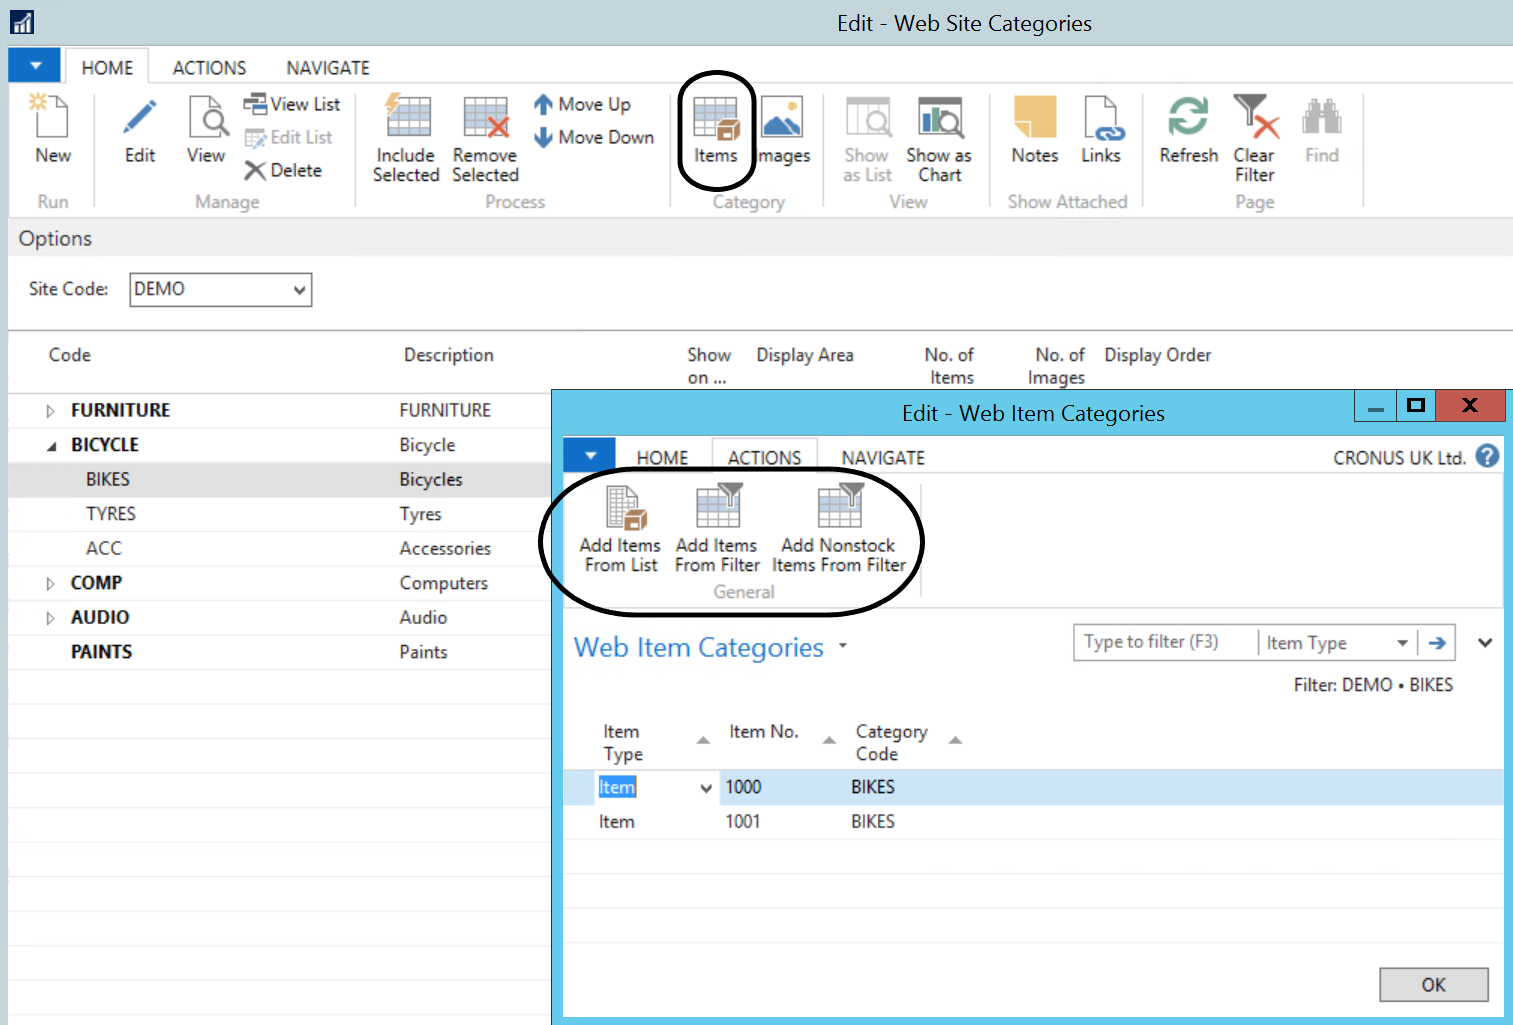 Edit - Web Site Categories
HOME ACTIONS NAVIGATE
New
Run
Edit
View
View List
Edit List
Delete
Manage
Include
Selected
Remove
Selected
Move Up
Move Down
Process
Items
mages
Category
Show
as List
Show as
Chart
View
Notes
Links
Show Attached
Refresh
Clear
Filter
Find
Page
Options
Site Code: DEMO
Code Description Show Display Area No. of No. of Display Order
on ... Items Images
FURNITURE FURNITURE
BICYCLE Bicycle
BIKES Bicycles
TYRES Tyres
ACC Accessories
COMP Computers
AUDIO Audio
PAINTS Paints
Edit - Web Item Categories
HOME ACTIONS NAVIGATE CRONUS UK Ltd. ?
Add Items
From List
Add Items
From Filter
Add Nonstock
Items From Filter
General
Web Item Categories
Type to filter (F3) Item Type
Filter: DEMO • BIKES
Item Item No. Category
Type Code
Item 1000 BIKES
Item 1001 BIKES
OK